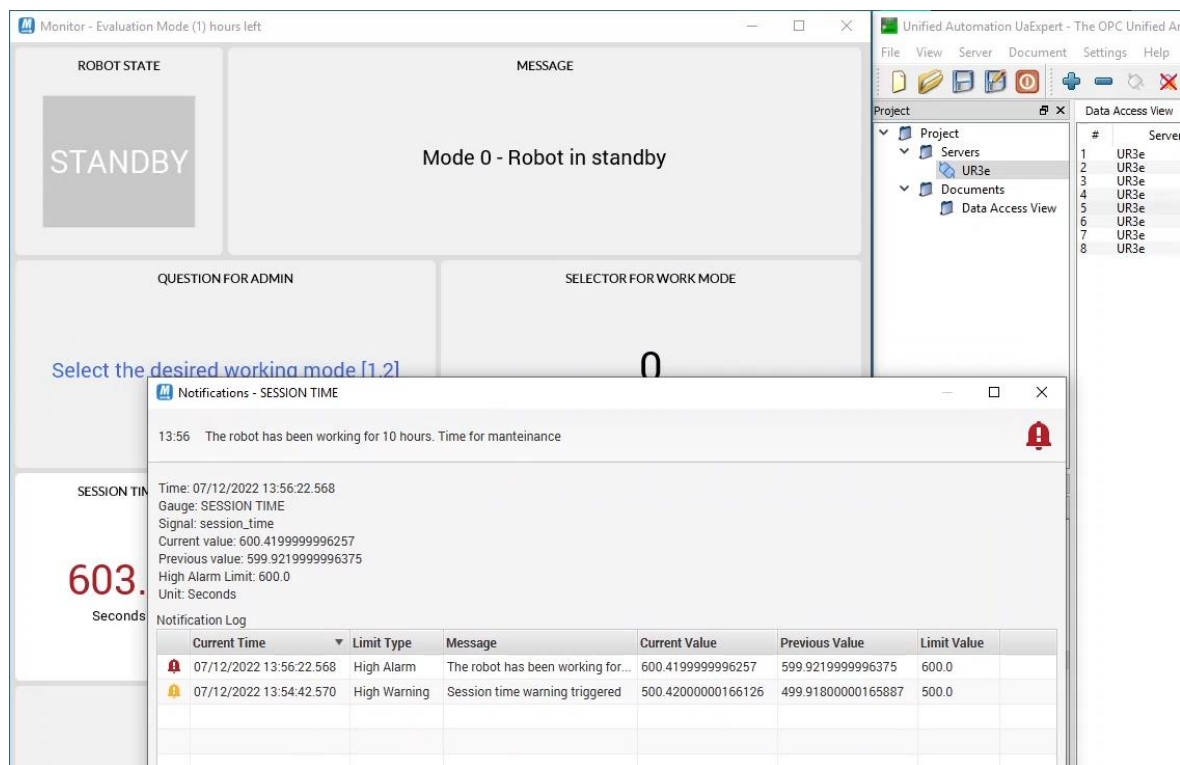 Monitor - Evaluation Mode (1) hours left
ROBOT STATE
MESSAGE
STANDBY
Mode 0 - Robot in standby
QUESTION FOR ADMIN
SELECTOR FOR WORK MODE
Select the desired working mode [1,2]
0
SESSION TIM
603.
Seconds
Unified Automation UaExpert - The OPC Unified Ar
File View Server Document Settings Help
Project
Project
Servers
UR3e
Documents
Data Access View
Data Access View
# Server
1 UR3e
2 UR3e
3 UR3e
4 UR3e
5 UR3e
6 UR3e
7 UR3e
8 UR3e
Notifications - SESSION TIME
13:56 The robot has been working for 10 hours. Time for manteinance
Time: 07/12/2022 13:56:22.568
Gauge: SESSION TIME
Signal: session_time
Current value: 600.4199999996257
Previous value: 599.9219999996375
High Alarm Limit: 600.0
Unit: Seconds
Notification Log
Current Time Limit Type Message Current Value Previous Value Limit Value
07/12/2022 13:56:22.568 High Alarm The robot has been working for... 600.4199999996257 599.9219999996375 600.0
07/12/2022 13:54:42.570 High Warning Session time warning triggered 500.42000000166126 499.91800000165887 500.0